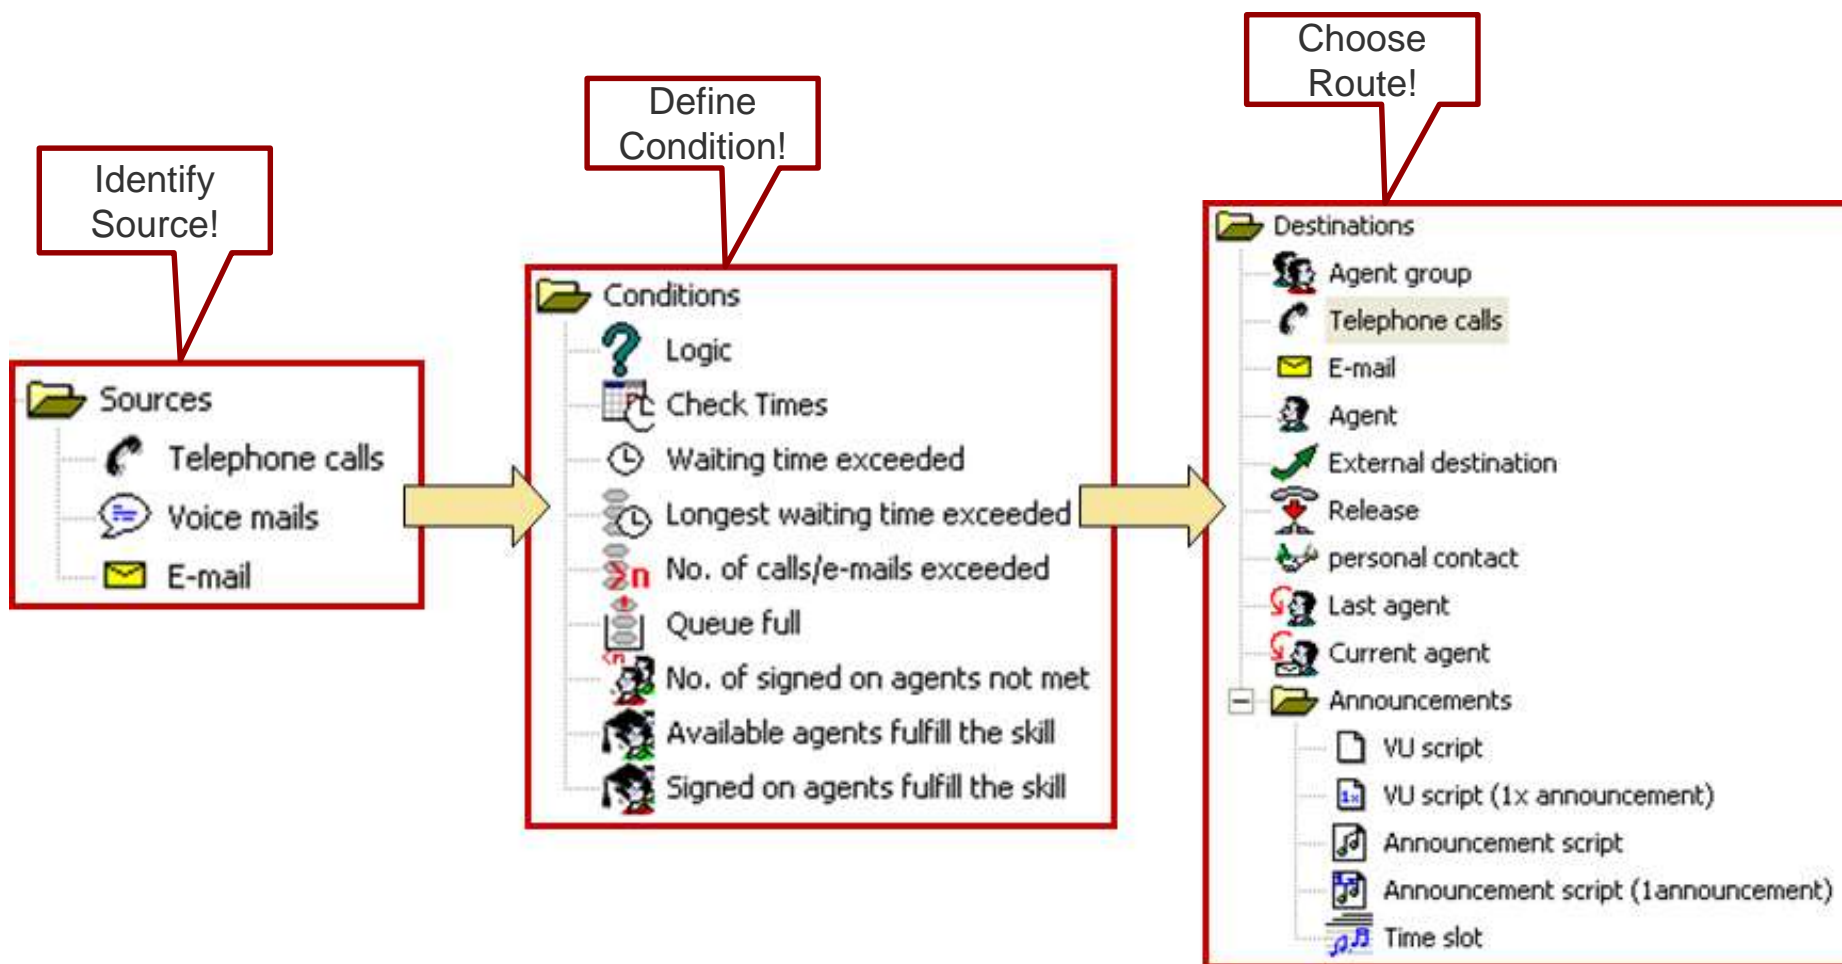 Identify
Source!
Sources
Telephone calls
Voice mails
E-mail
Define
Condition!
Conditions
Logic
Check Times
Waiting time exceeded
Longest waiting time exceeded
No. of calls/e-mails exceeded
Queue full
No. of signed on agents not met
Available agents fulfill the skill
Signed on agents fulfill the skill
Choose
Route!
Destinations
Agent group
Telephone calls
E-mail
Agent
External destination
Release
personal contact
Last agent
Current agent
Announcements
VU script
VU script (1x announcement)
Announcement script
Announcement script (1announcement)
Time slot